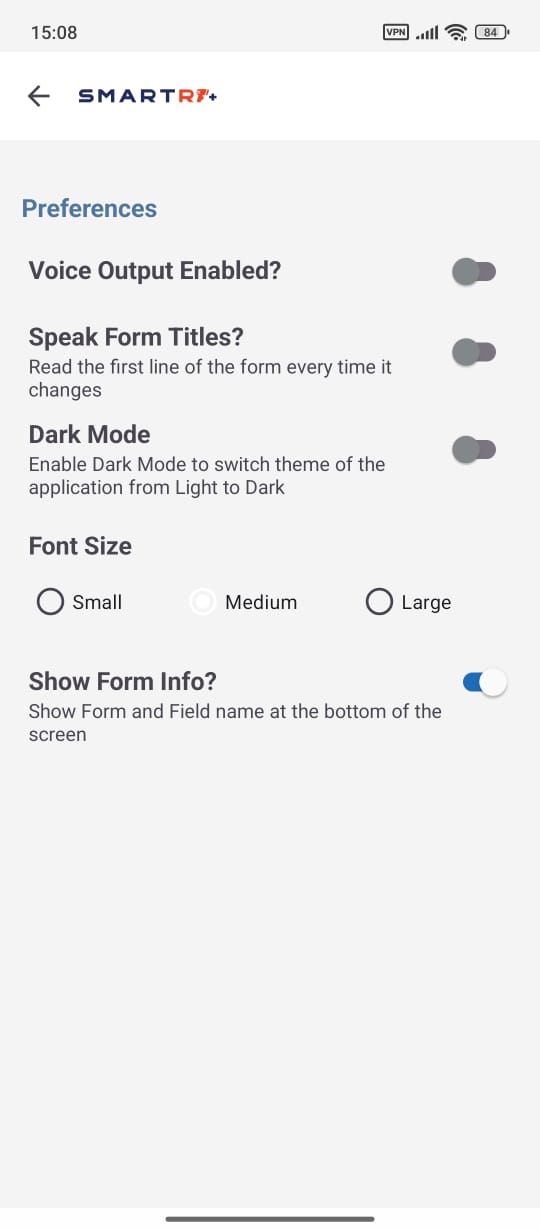 15:08
VPN
84
SMARTRF+
Preferences
Voice Output Enabled?
Speak Form Titles?
Read the first line of the form every time it
changes
Dark Mode
Enable Dark Mode to switch theme of the
application from Light to Dark
Font Size
Small Medium Large
Show Form Info?
Show Form and Field name at the bottom of the
screen